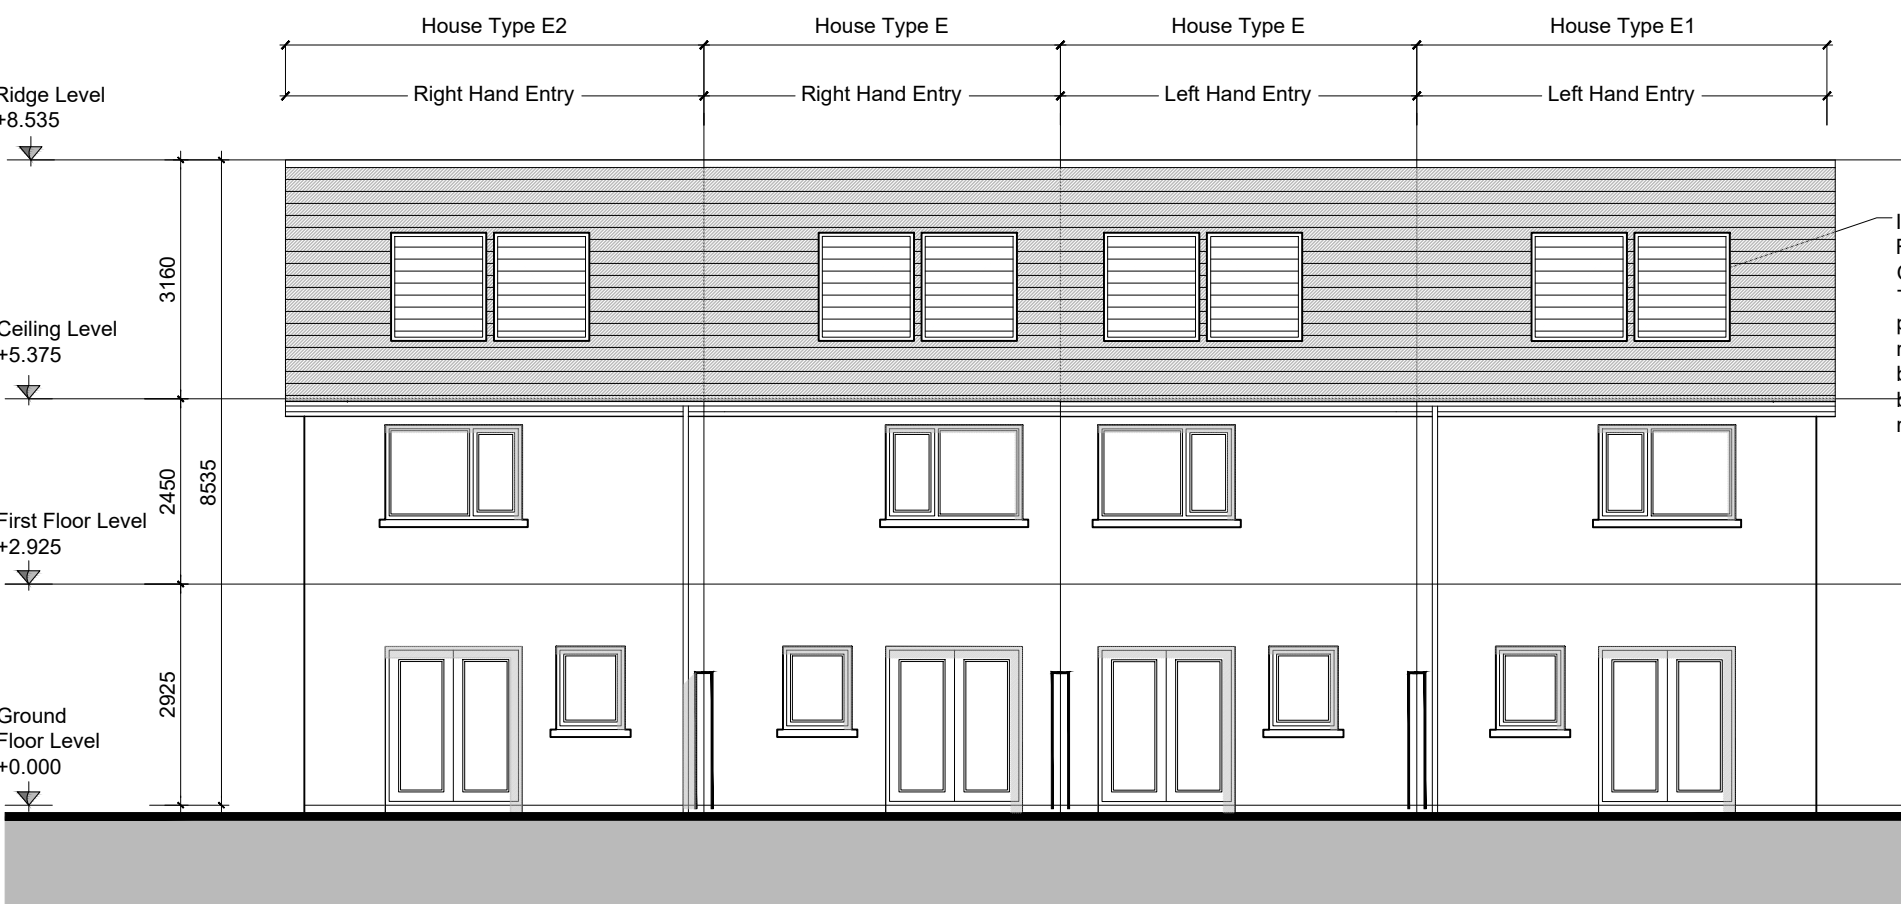 House Type E2
House Type E
House Type E
House Type E1
Right Hand Entry
Right Hand Entry
Left Hand Entry
Left Hand Entry
Ridge Level
+8.535
3160
Ceiling Level
+5.375
2450
8535
First Floor Level
+2.925
2925
Ground
Floor Level
+0.000